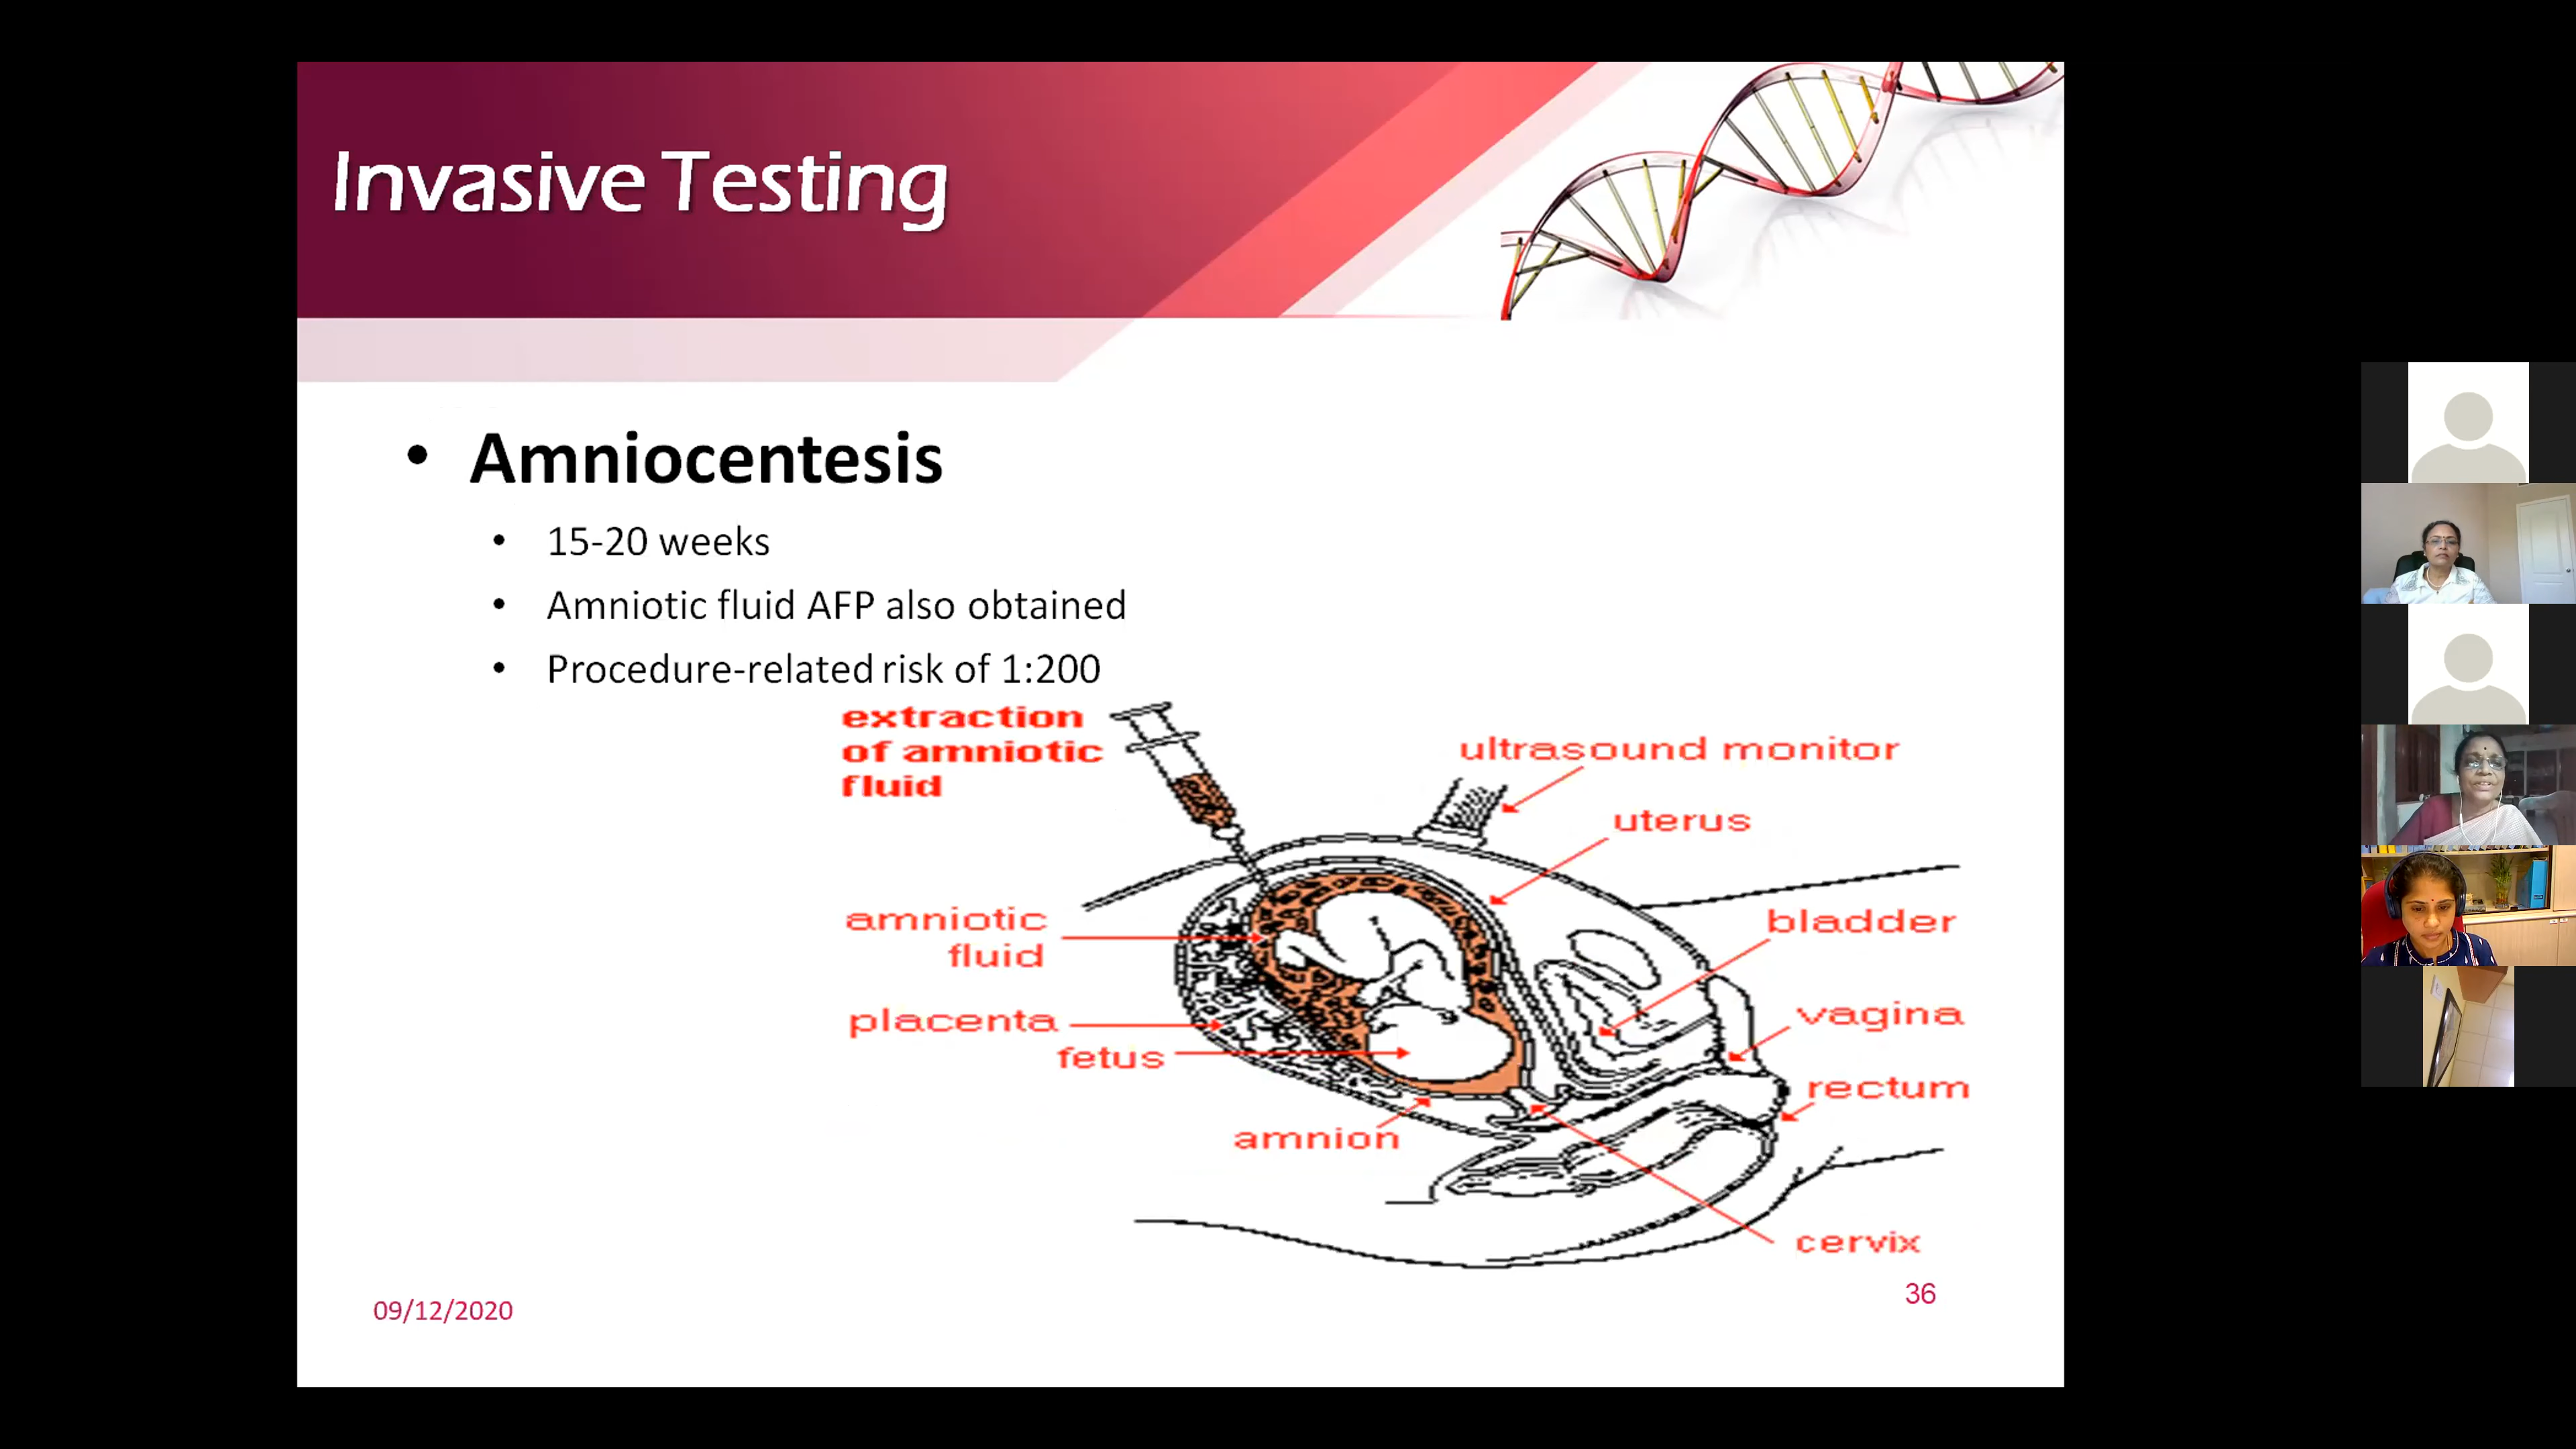 Invasive Testing
• Amniocentesis
• 15-20 weeks
• Amniotic fluid AFP also obtained
• Procedure-related risk of 1:200
extraction
of amniotic
fluid
ultrasound monitor
uterus
amniotic
fluid
bladder
placenta
vagina
fetus
rectum
amnion
cervix
09/12/2020
36